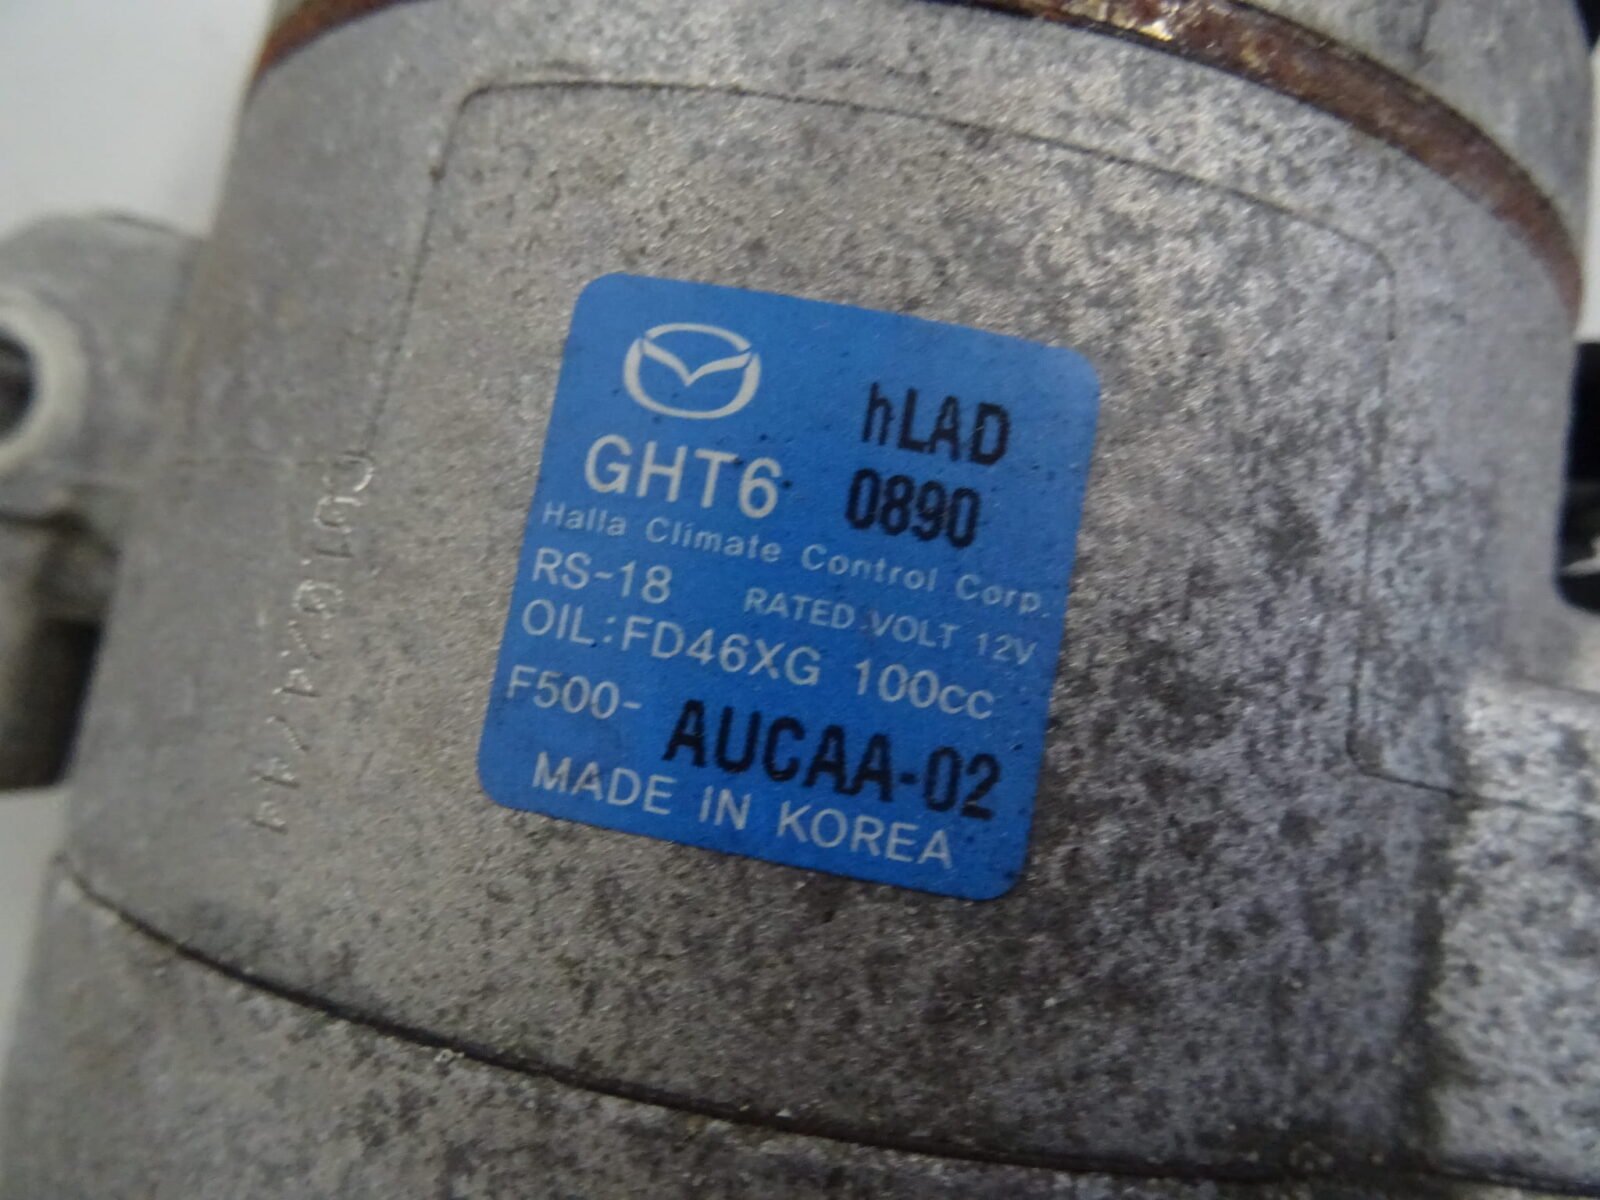 hLAD
GHT6 0890
Halla Climate Control Corp.
RS-18 RATED VOLT 12V
OIL:FD46XG 100cc
F500-AUCAA-02
MADE IN KOREA